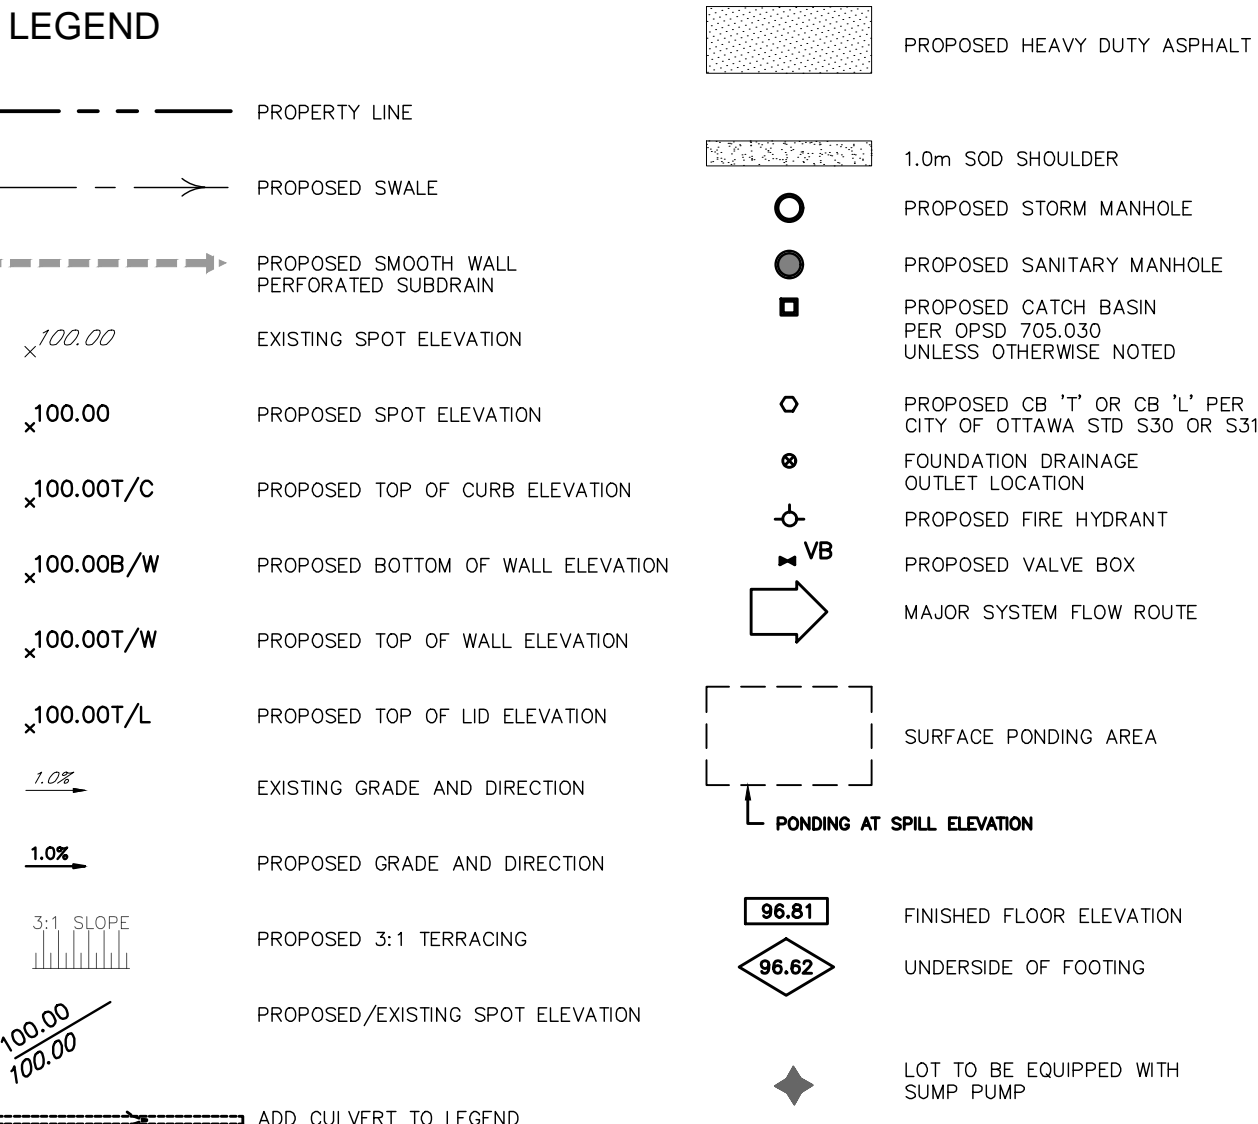 LEGEND
PROPERTY LINE
PROPOSED SWALE
PROPOSED SMOOTH WALL
PERFORATED SUBDRAIN
100.00
EXISTING SPOT ELEVATION
100.00
PROPOSED SPOT ELEVATION
100.00T/C
PROPOSED TOP OF CURB ELEVATION
100.00B/W
PROPOSED BOTTOM OF WALL ELEVATION
100.00T/W
PROPOSED TOP OF WALL ELEVATION
100.00T/L
PROPOSED TOP OF LID ELEVATION
1.0%
EXISTING GRADE AND DIRECTION
1.0%
PROPOSED GRADE AND DIRECTION
3:1 SLOPE
PROPOSED 3:1 TERRACING
100.00
100.00
PROPOSED/EXISTING SPOT ELEVATION
ADD CULVERT TO LEGEND
PROPOSED HEAVY DUTY ASPHALT
1.0m SOD SHOULDER
PROPOSED STORM MANHOLE
PROPOSED SANITARY MANHOLE
PROPOSED CATCH BASIN
PER OPSD 705.030
UNLESS OTHERWISE NOTED
PROPOSED CB 'T' OR CB 'L' PER
CITY OF OTTAWA STD S30 OR S31
FOUNDATION DRAINAGE
OUTLET LOCATION
PROPOSED FIRE HYDRANT
VB
PROPOSED VALVE BOX
MAJOR SYSTEM FLOW ROUTE
SURFACE PONDING AREA
PONDING AT SPILL ELEVATION
96.81
FINISHED FLOOR ELEVATION
96.62
UNDERSIDE OF FOOTING
LOT TO BE EQUIPPED WITH
SUMP PUMP